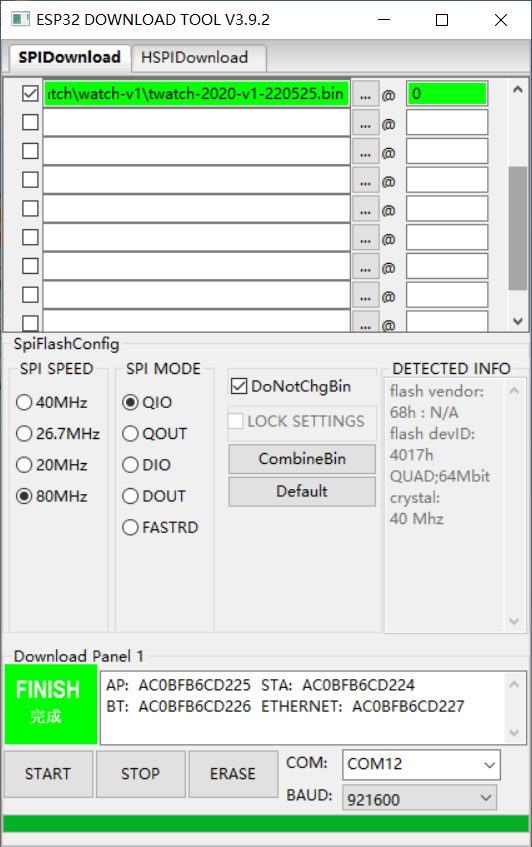 ESP32 DOWNLOAD TOOL V3.9.2
SPIDownload HSPIDownload
itch\watch-v1\twatch-2020-v1-220525.bin ... @ 0
... @
... @
... @
... @
... @
... @
... @
... @
SpiFlashConfig
SPI SPEED
40MHz
26.7MHz
20MHz
80MHz
SPI MODE
QIO
QOUT
DIO
DOUT
FASTRD
DoNotChgBin
LOCK SETTINGS
CombineBin
Default
DETECTED INFO
flash vendor:
68h : N/A
flash devID:
4017h
QUAD;64Mbit
crystal:
40 Mhz
Download Panel 1
FINISH
完成
AP: AC0BFB6CD225 STA: AC0BFB6CD224
BT: AC0BFB6CD226 ETHERNET: AC0BFB6CD227
START STOP ERASE
COM: COM12
BAUD: 921600